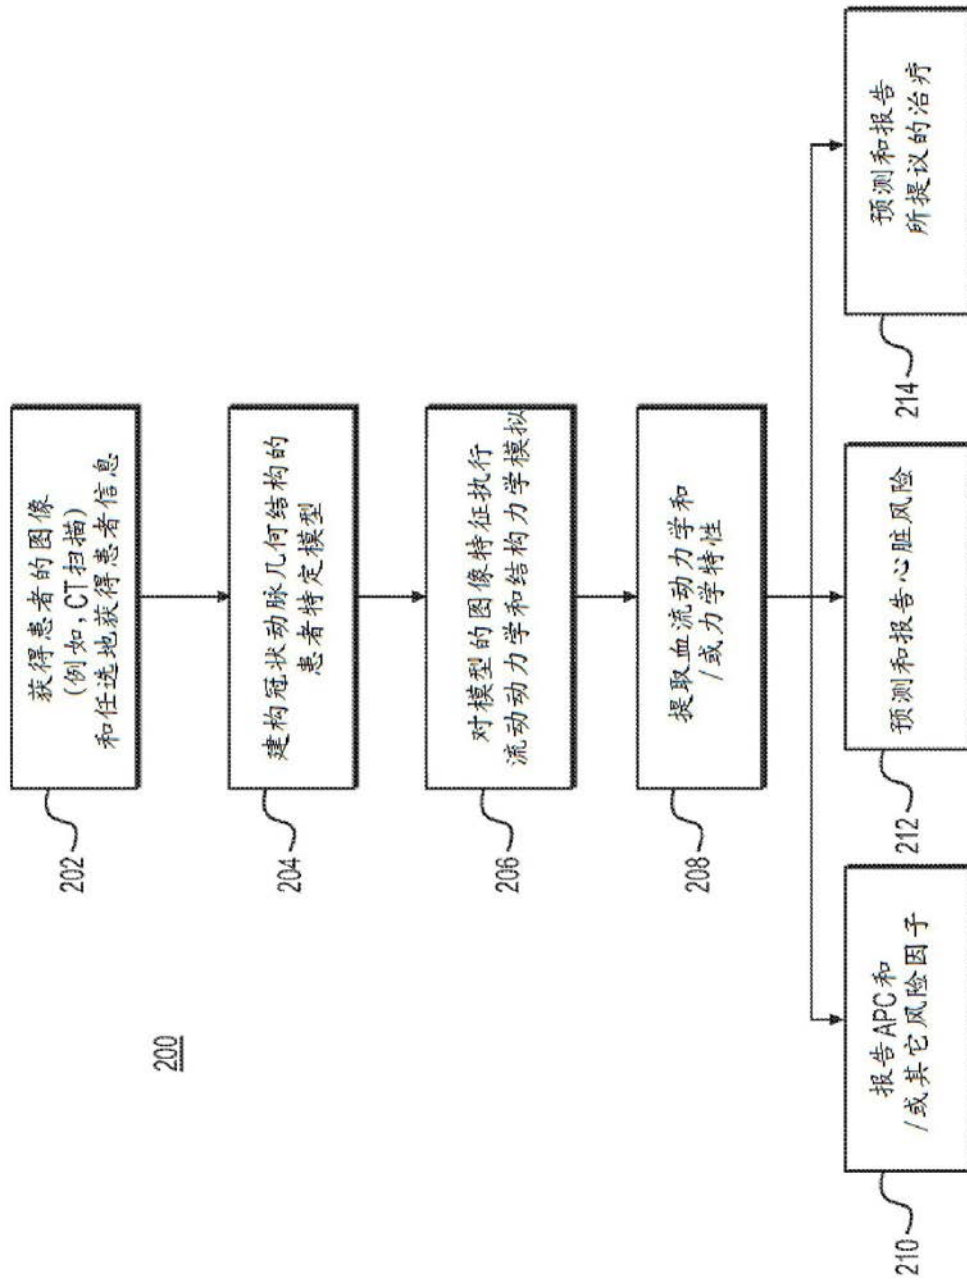 200
202
获得患者的图像
(例如,CT扫描)
和任选地获得患者信息
204
建构冠状动脉几何结构的
患者特定模型
206
对模型的图像特征执行
流动动力学和结构力学模拟
208
提取血流动力学和
/或力学特性
210
报告APC和
/或其它风险因子
212
预测和报告心脏风险
214
预测和报告
所提议的治疗